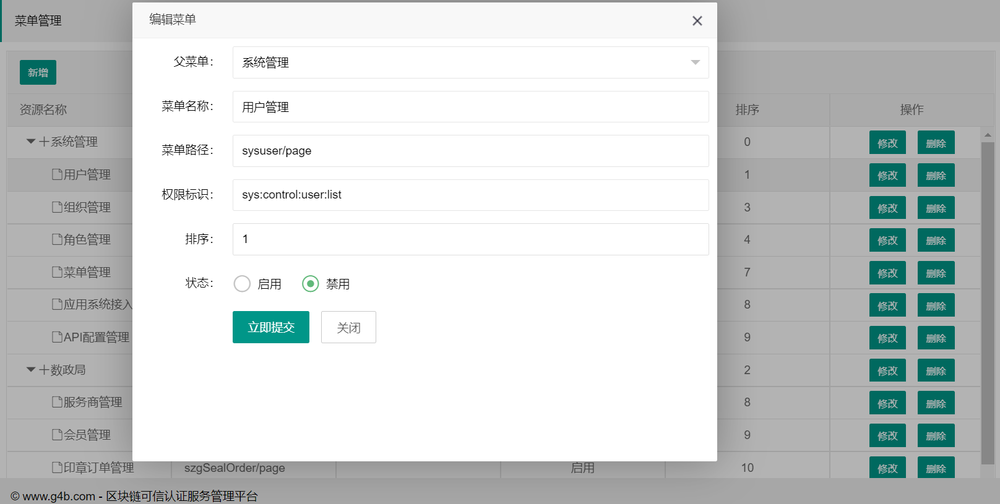 菜单管理
编辑菜单
新增
父菜单：
系统管理
菜单名称：
用户管理
菜单路径：
sysuser/page
权限标识：
sys:control:user:list
排序：
1
状态：
启用
禁用
立即提交
关闭
资源名称
排序
操作
系统管理
0
修改
删除
用户管理
1
修改
删除
组织管理
3
修改
删除
角色管理
4
修改
删除
菜单管理
7
修改
删除
应用系统接入
8
修改
删除
API配置管理
9
修改
删除
数政局
2
修改
删除
服务商管理
8
修改
删除
会员管理
9
修改
删除
印章订单管理
szgSealOrder/page
启用
10
修改
删除
© www.g4b.com - 区块链可信认证服务管理平台